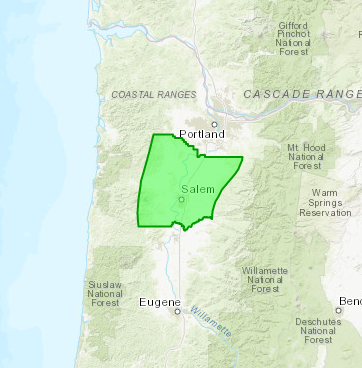 Gifford
Pinchot
National
Forest
COASTAL RANGES
CASCADE RANGE
Portland
Mt. Hood
National
Forest
Salem
Warm
Springs
Reservation
Siuslaw
National
Forest
Willamette
National
Forest
Eugene
Willamette
Bend
Deschutes
National
Forest